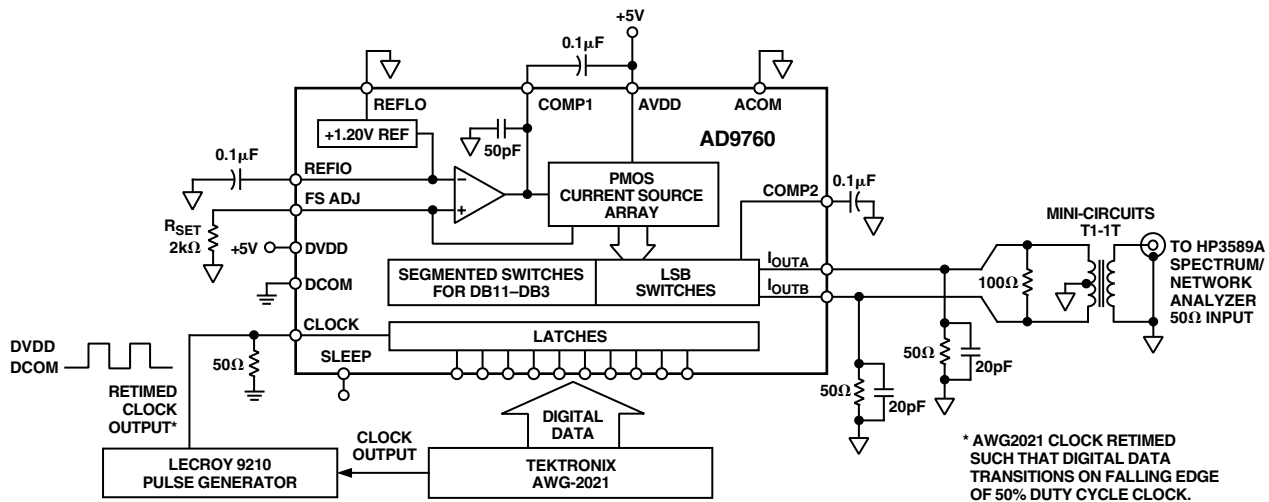 +5V
0.1μF
REFLO
COMP1
AVDD
ACOM
+1.20V REF
50pF
AD9760
0.1μF
REFIO
–
PMOS
CURRENT SOURCE
ARRAY
COMP2
0.1μF
FS ADJ
+
RSET
2kΩ
+5V
DVDD
DCOM
SEGMENTED SWITCHES
FOR DB11–DB3
LSB
SWITCHES
IOUTA
IOUTB
MINI-CIRCUITS
T1-1T
100Ω
TO HP3589A
SPECTRUM/
NETWORK
ANALYZER
50Ω INPUT
CLOCK
LATCHES
DVDD
DCOM
50Ω
SLEEP
50Ω
20pF
50Ω
20pF
RETIMED
CLOCK
OUTPUT*
DIGITAL
DATA
CLOCK
OUTPUT
LECROY 9210
PULSE GENERATOR
TEKTRONIX
AWG-2021
* AWG2021 CLOCK RETIMED
SUCH THAT DIGITAL DATA
TRANSITIONS ON FALLING EDGE
OF 50% DUTY CYCLE CLOCK.